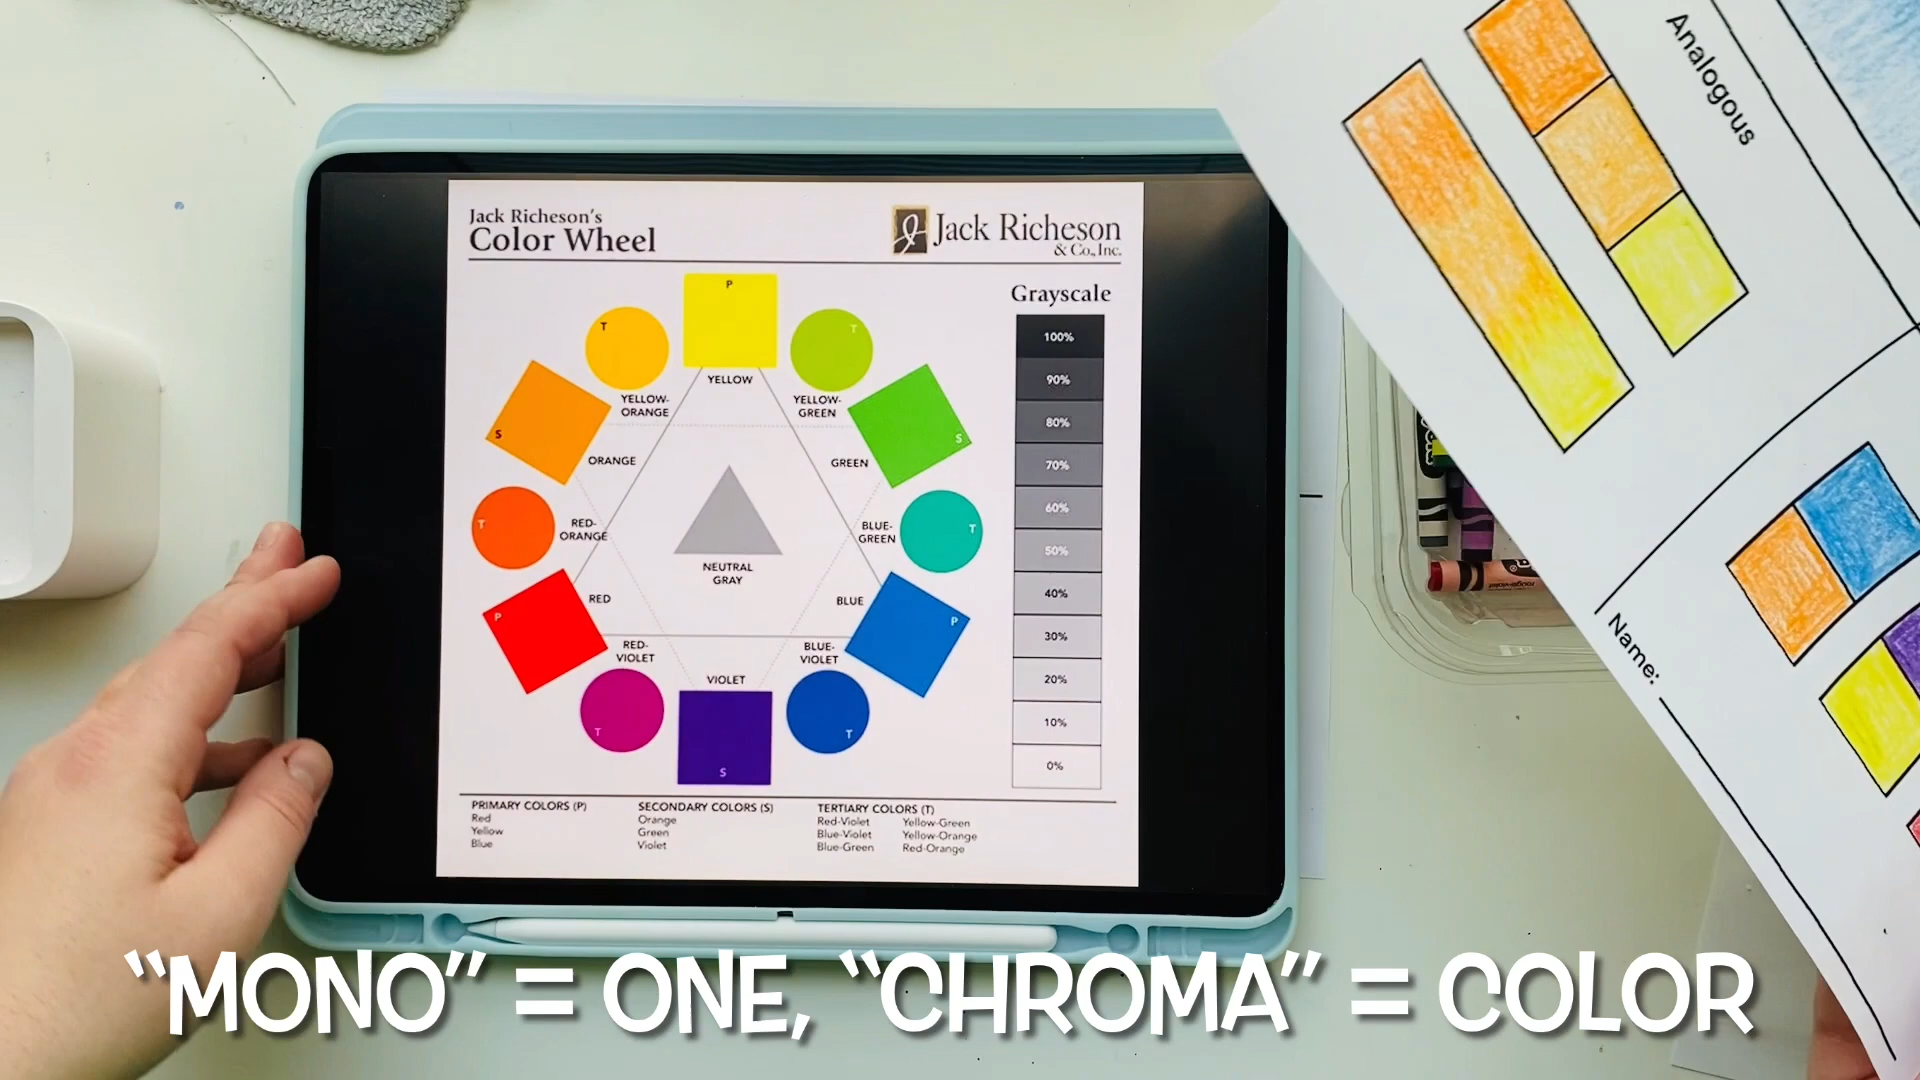 Jack Richeson's
Color Wheel
Jack Richeson
& Co., Inc.
Grayscale
P
YELLOW
T
YELLOW-
ORANGE
T
YELLOW-
GREEN
S
ORANGE
S
GREEN
T
RED-
ORANGE
T
BLUE-
GREEN
P
RED
P
BLUE
NEUTRAL
GRAY
T
RED-
VIOLET
S
VIOLET
T
BLUE-
VIOLET
100%
90%
80%
70%
60%
50%
40%
30%
20%
10%
0%
PRIMARY COLORS (P)
Red
Yellow
Blue
SECONDARY COLORS (S)
Orange
Green
Violet
TERTIARY COLORS (T)
Red-Violet Yellow-Green
Blue-Violet Yellow-Orange
Blue-Green Red-Orange
Analogous
Name:
rouge-violet
"MONO" = ONE, "CHROMA" = COLOR